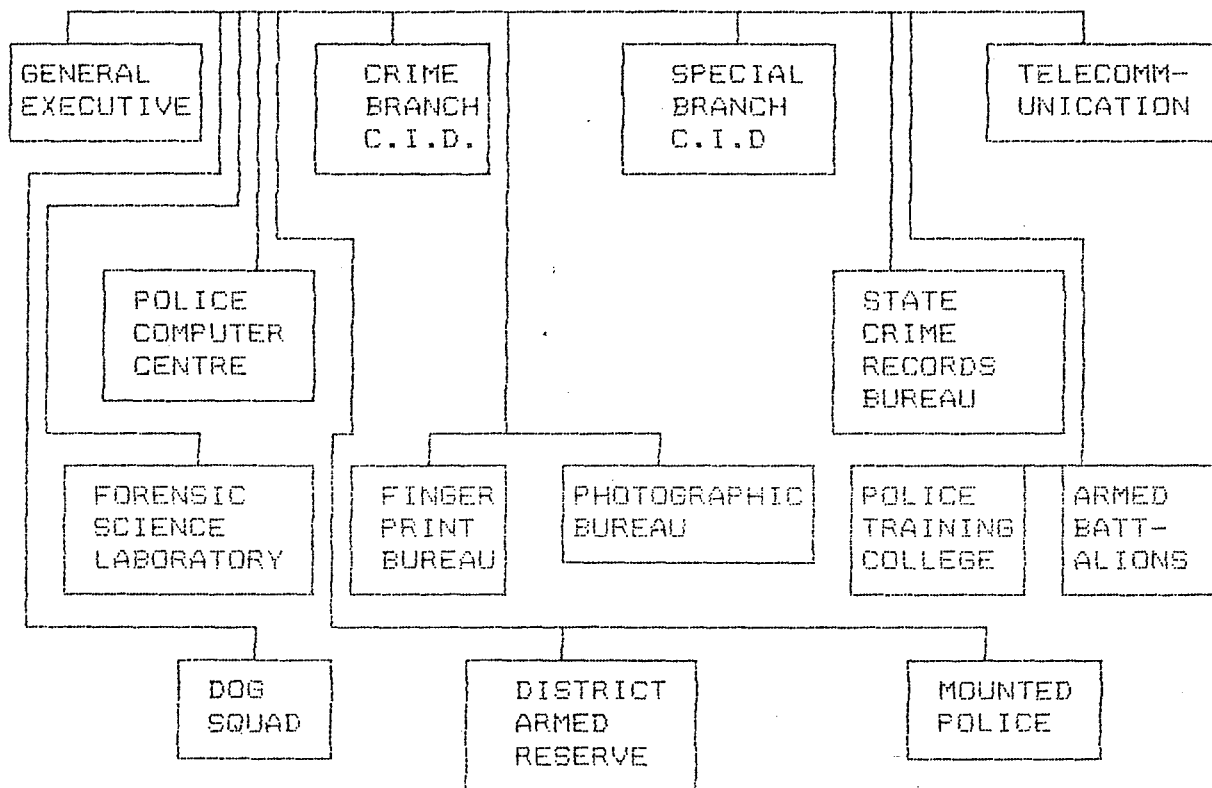 GENERAL
EXECUTIVE
CRIME
BRANCH
C.I.D.
SPECIAL
BRANCH
C.I.D
TELECOMM-
UNICATION
POLICE
COMPUTER
CENTRE
STATE
CRIME
RECORDS
BUREAU
FORENSIC
SCIENCE
LABORATORY
FINGER
PRINT
BUREAU
PHOTOGRAPHIC
BUREAU
POLICE
TRAINING
COLLEGE
ARMED
BATT-
ALIONS
DOG
SQUAD
DISTRICT
ARMED
RESERVE
MOUNTED
POLICE